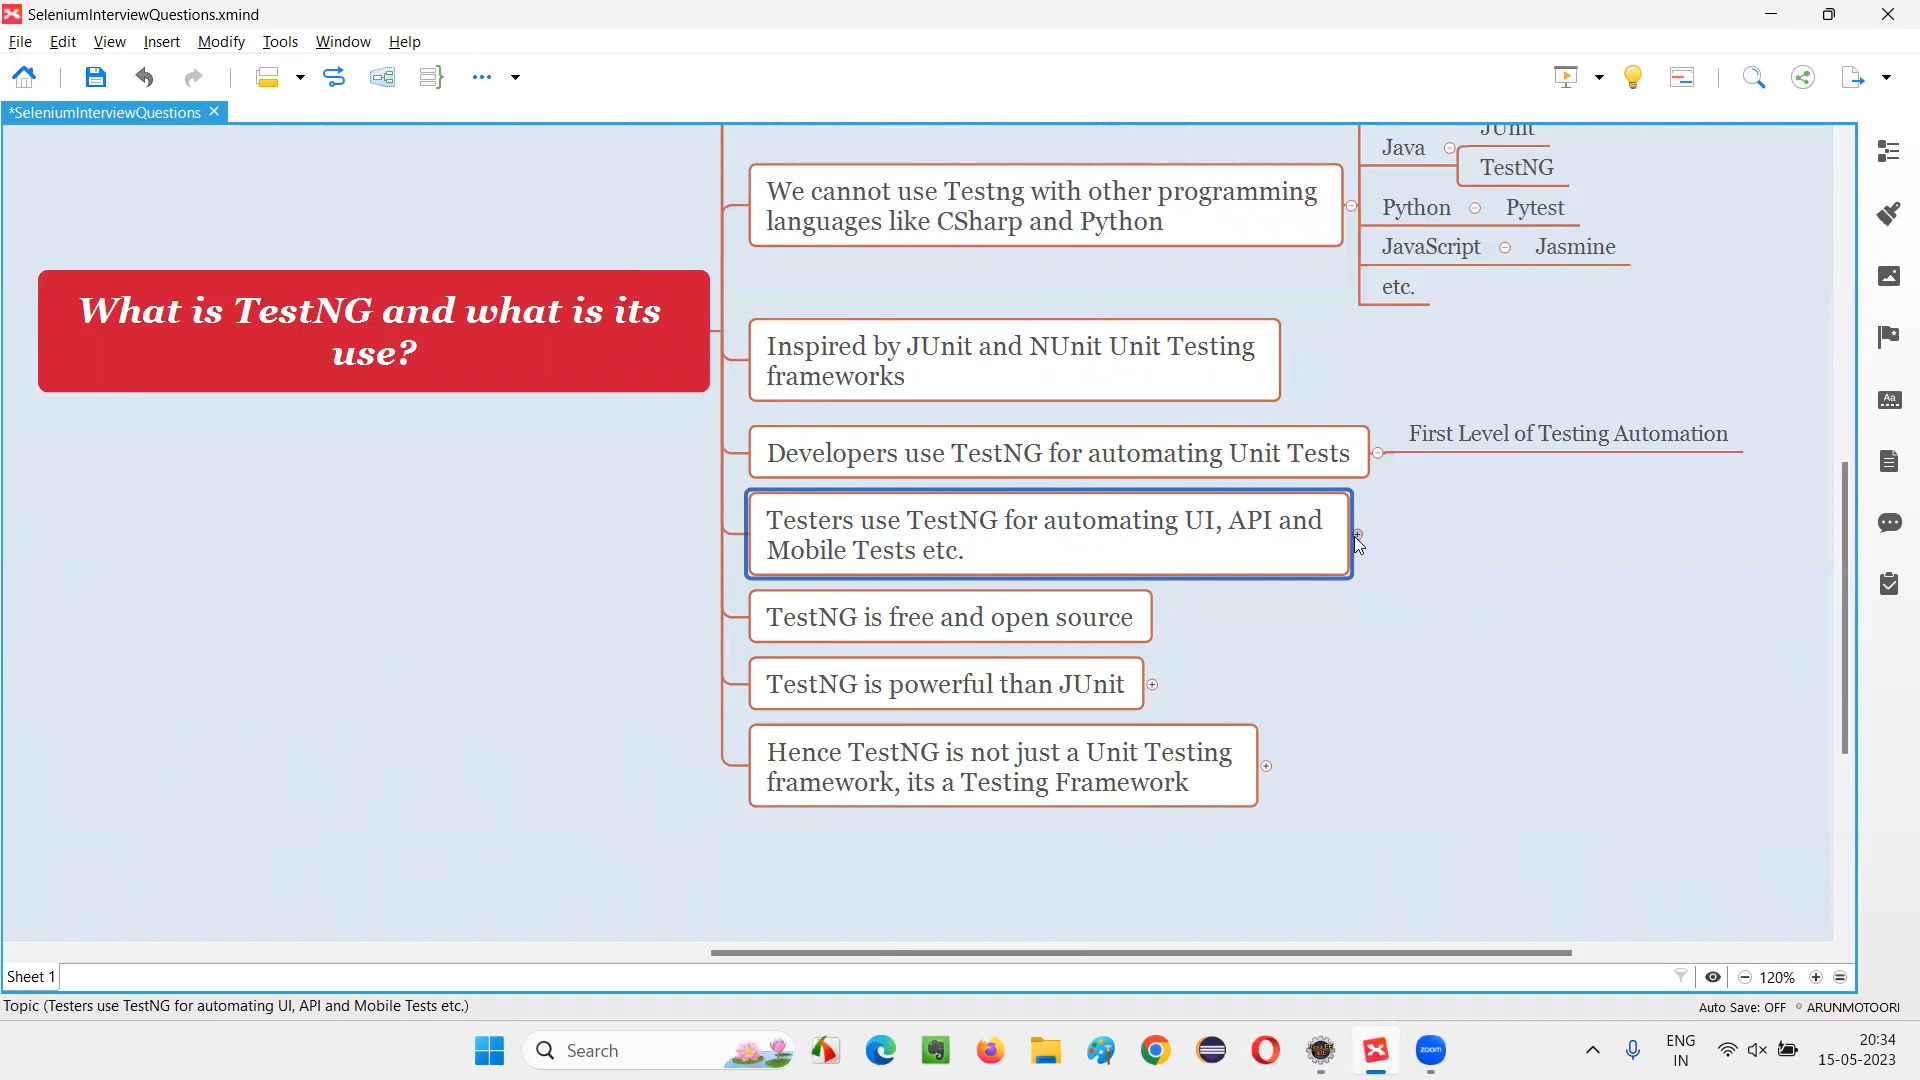 SeleniumInterviewQuestions.xmind
File Edit View Insert Modify Tools Window Help
*SeleniumInterviewQuestions
What is TestNG and what is its
use?
We cannot use Testng with other programming
languages like CSharp and Python
Java
JUnit
TestNG
Python
Pytest
JavaScript
Jasmine
etc.
Inspired by JUnit and NUnit Unit Testing
frameworks
Developers use TestNG for automating Unit Tests
First Level of Testing Automation
Testers use TestNG for automating UI, API and
Mobile Tests etc.
TestNG is free and open source
TestNG is powerful than JUnit
Hence TestNG is not just a Unit Testing
framework, its a Testing Framework
Aa
Sheet 1
120%
Topic (Testers use TestNG for automating UI, API and Mobile Tests etc.)
Auto Save: OFF
ARUNMOTOORI
Search
zoom
ENG
IN
20:34
15-05-2023